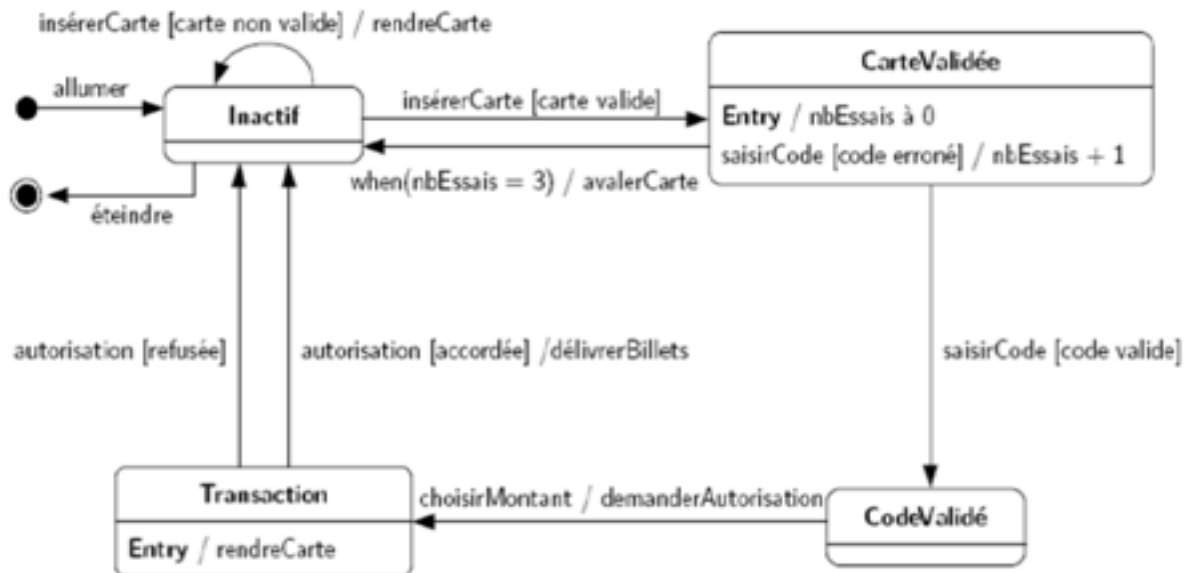 insérerCarte [carte non valide] / rendreCarte
allumer
Inactif
insérerCarte [carte valide]
CarteValidée
Entry / nbEssais à 0
saisirCode [code erroné] / nbEssais + 1
when(nbEssais = 3) / avalerCarte
éteindre
autorisation [refusée]
autorisation [accordée] /délivrerBillets
saisirCode [code valide]
Transaction
Entry / rendreCarte
choisirMontant / demanderAutorisation
CodeValidé